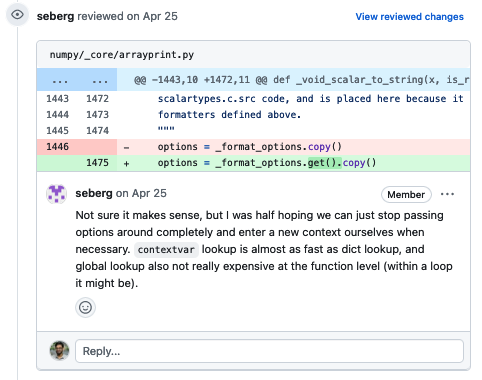 seberg reviewed on Apr 25
View reviewed changes
numpy/_core/arrayprint.py
... ... @@ -1443,10 +1472,11 @@ def _void_scalar_to_string(x, is_r
1443 1472 scalartypes.c.src code, and is placed here because it
1444 1473 formatters defined above.
1445 1474 """
1446 - options = _format_options.copy()
1475 + options = _format_options.get().copy()
seberg on Apr 25
Member ...
Not sure it makes sense, but I was half hoping we can just stop passing
options around completely and enter a new context ourselves when
necessary. contextvar lookup is almost as fast as dict lookup, and
global lookup also not really expensive at the function level (within a loop
it might be).
Reply...